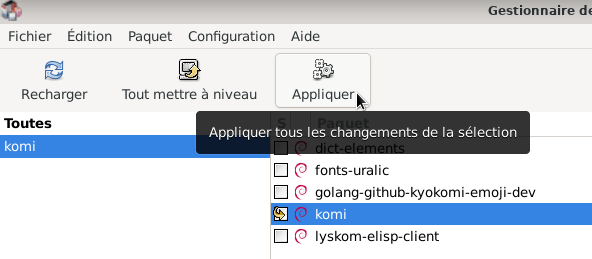 Gestionnaire de
Fichier Édition Paquet Configuration Aide
Recharger Tout mettre à niveau Appliquer
Toutes S Paquet
Appliquer tous les changements de la sélection
komi
dict-elements
fonts-uralic
golang-github-kyokomi-emoji-dev
komi
lyskom-elisp-client